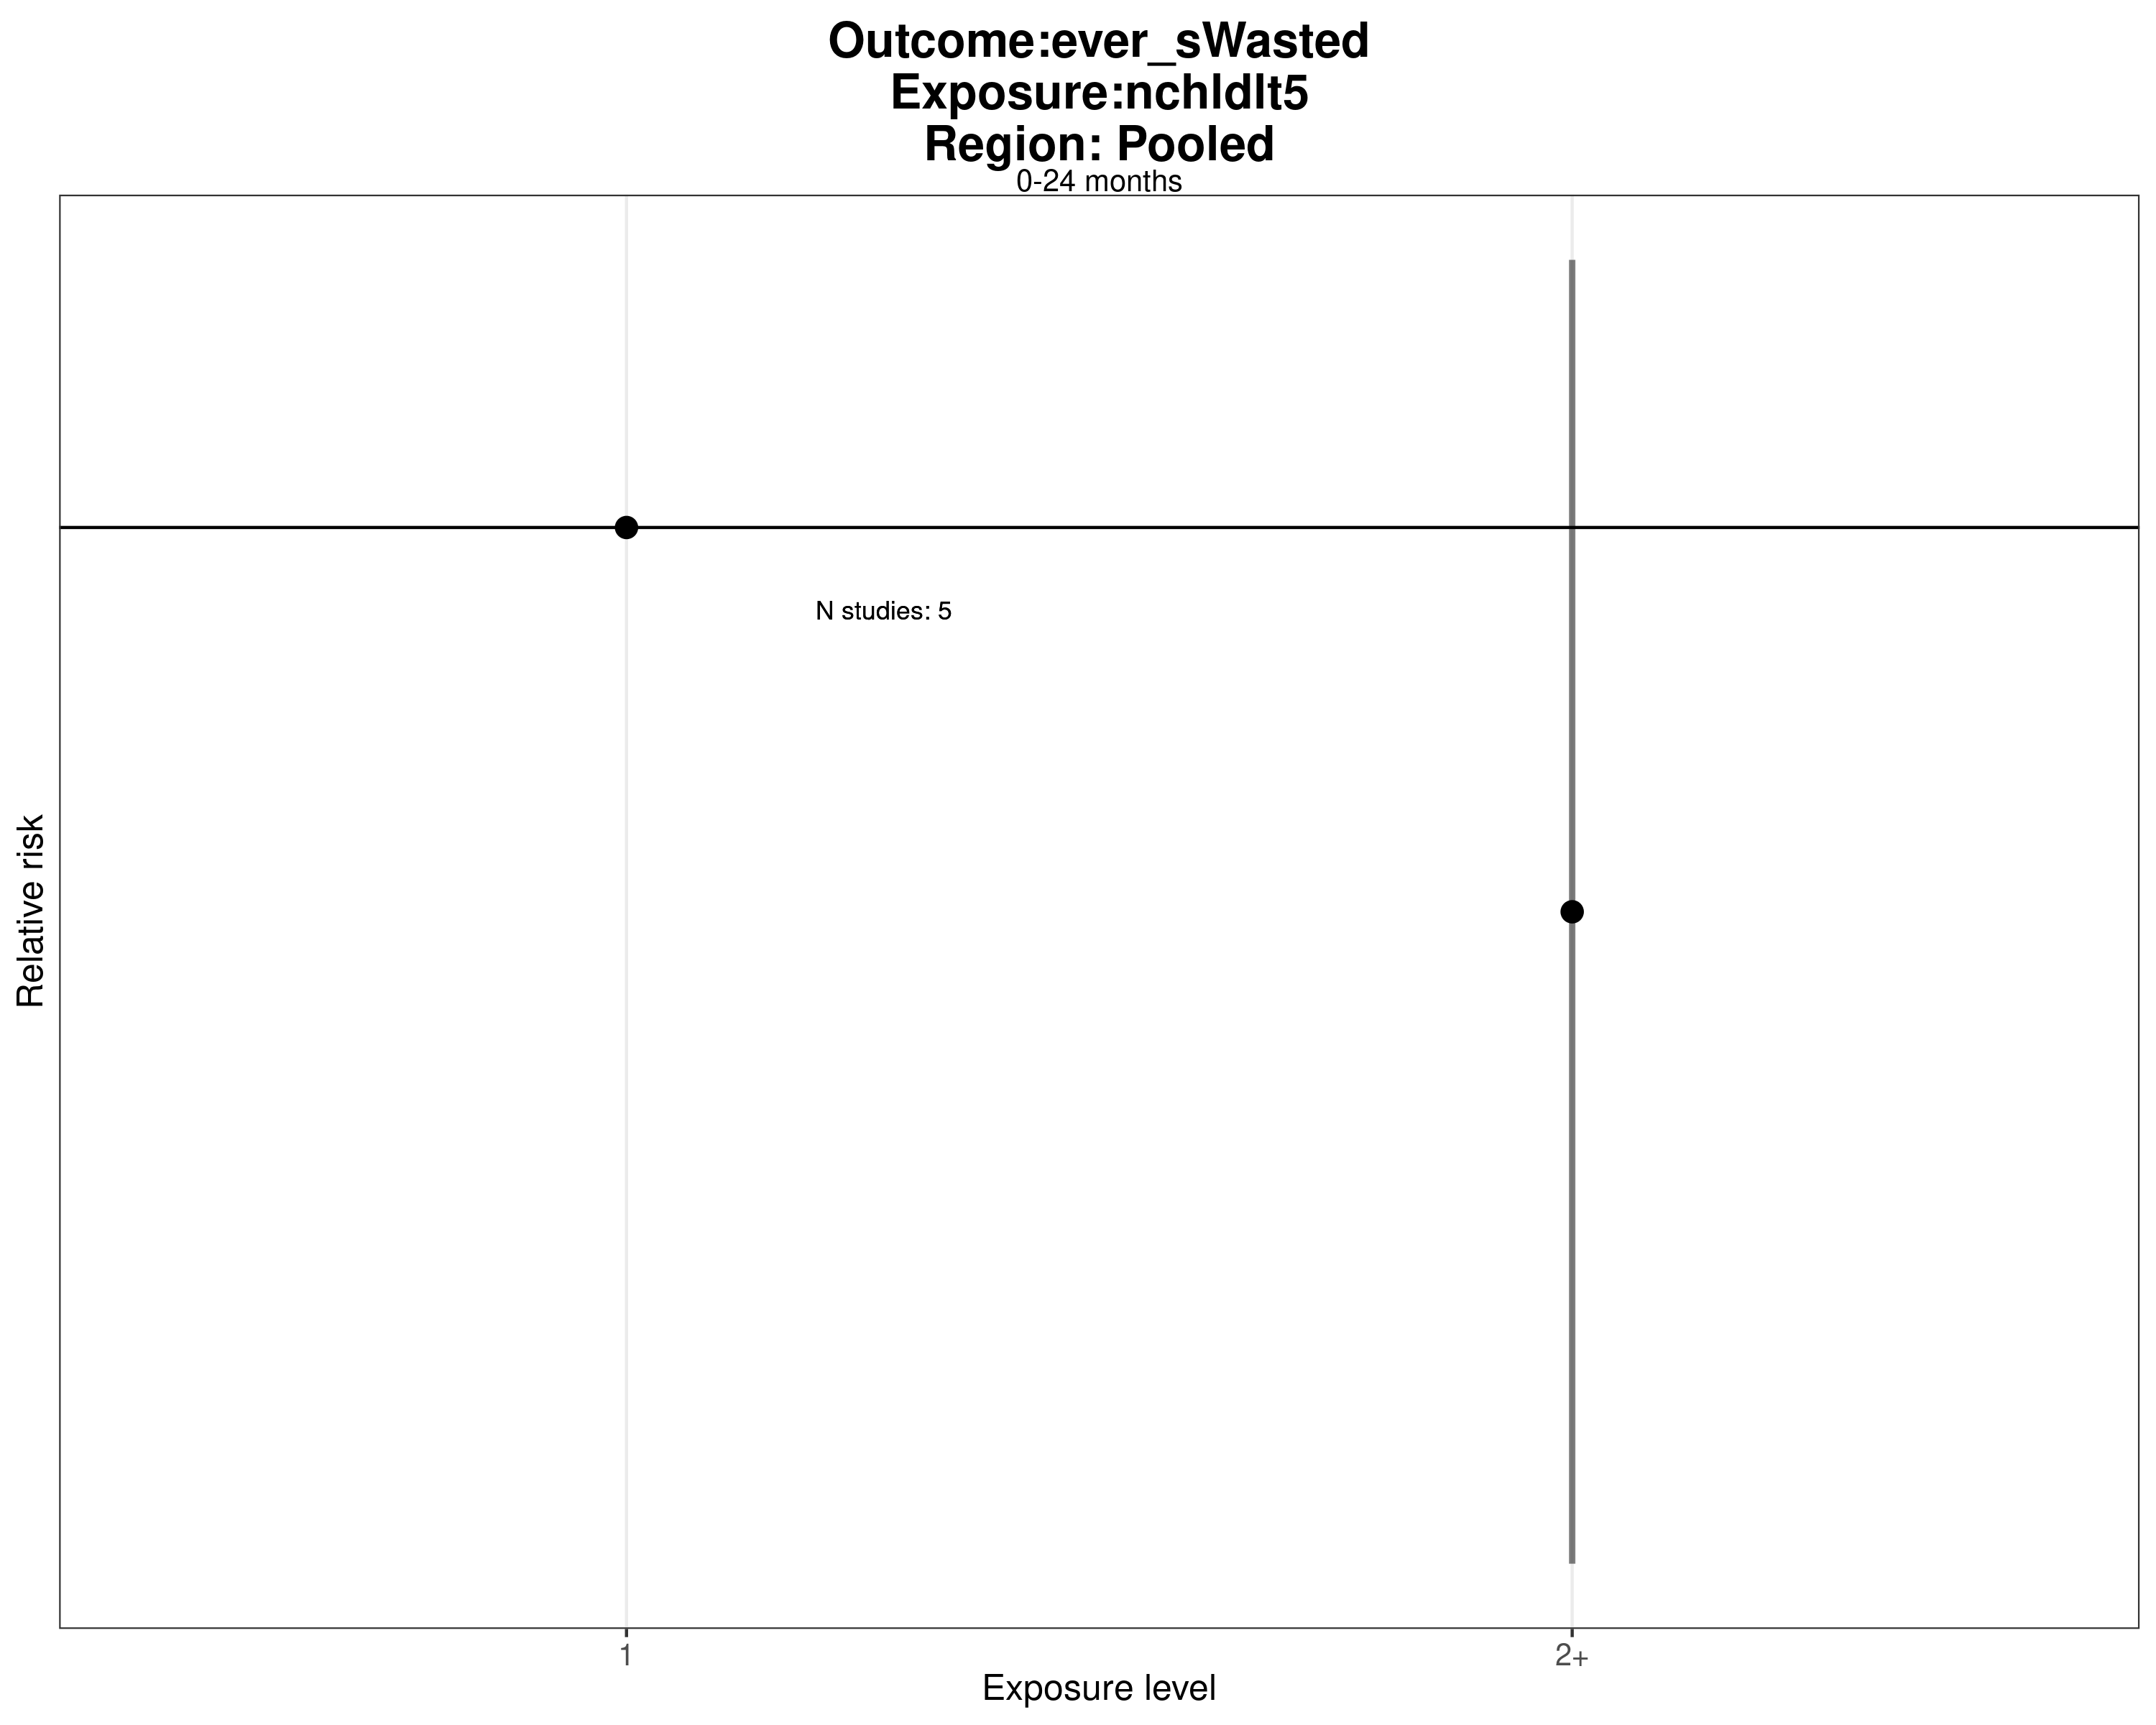 Outcome:ever_sWasted
Exposure:nchldlt5
Region: Pooled
0-24 months
N studies: 5
Relative risk
1
2+
Exposure level